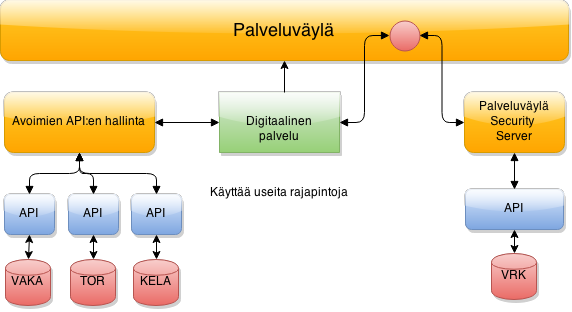 Palveluväylä
Avoimien API:en hallinta
Digitaalinen
palvelu
Palveluväylä
Security
Server
Käyttää useita rajapintoja
API
API
API
API
VAKA
TOR
KELA
VRK